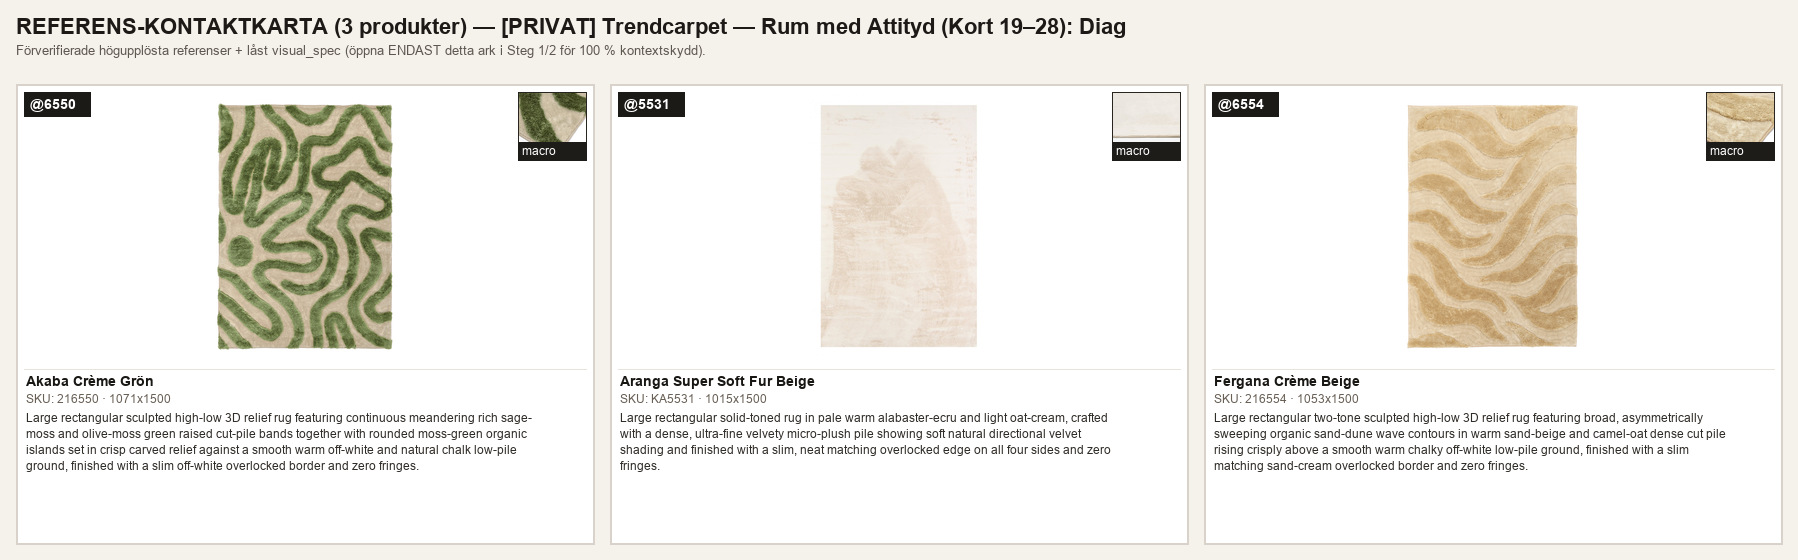 REFERENS-KONTAKTKARTA (3 produkter) — [PRIVAT] Trendcarpet — Rum med Attityd (Kort 19–28): Diag
Förverifierade högupplösta referenser + låst visual_spec (öppna ENDAST detta ark i Steg 1/2 för 100 % kontextskydd).
@6550
macro
Akaba Crème Grön
SKU: 216550 · 1071x1500
Large rectangular sculpted high-low 3D relief rug featuring continuous meandering rich sage-
moss and olive-moss green raised cut-pile bands together with rounded moss-green organic
islands set in crisp carved relief against a smooth warm off-white and natural chalk low-pile
ground, finished with a slim off-white overlocked border and zero fringes.
@5531
macro
Aranga Super Soft Fur Beige
SKU: KA5531 · 1015x1500
Large rectangular solid-toned rug in pale warm alabaster-ecru and light oat-cream, crafted
with a dense, ultra-fine velvety micro-plush pile showing soft natural directional velvet
shading and finished with a slim, neat matching overlocked edge on all four sides and zero
fringes.
@6554
macro
Fergana Crème Beige
SKU: 216554 · 1053x1500
Large rectangular two-tone sculpted high-low 3D relief rug featuring broad, asymmetrically
sweeping organic sand-dune wave contours in warm sand-beige and camel-oat dense cut pile
rising crisply above a smooth warm chalky off-white low-pile ground, finished with a slim
matching sand-cream overlocked border and zero fringes.